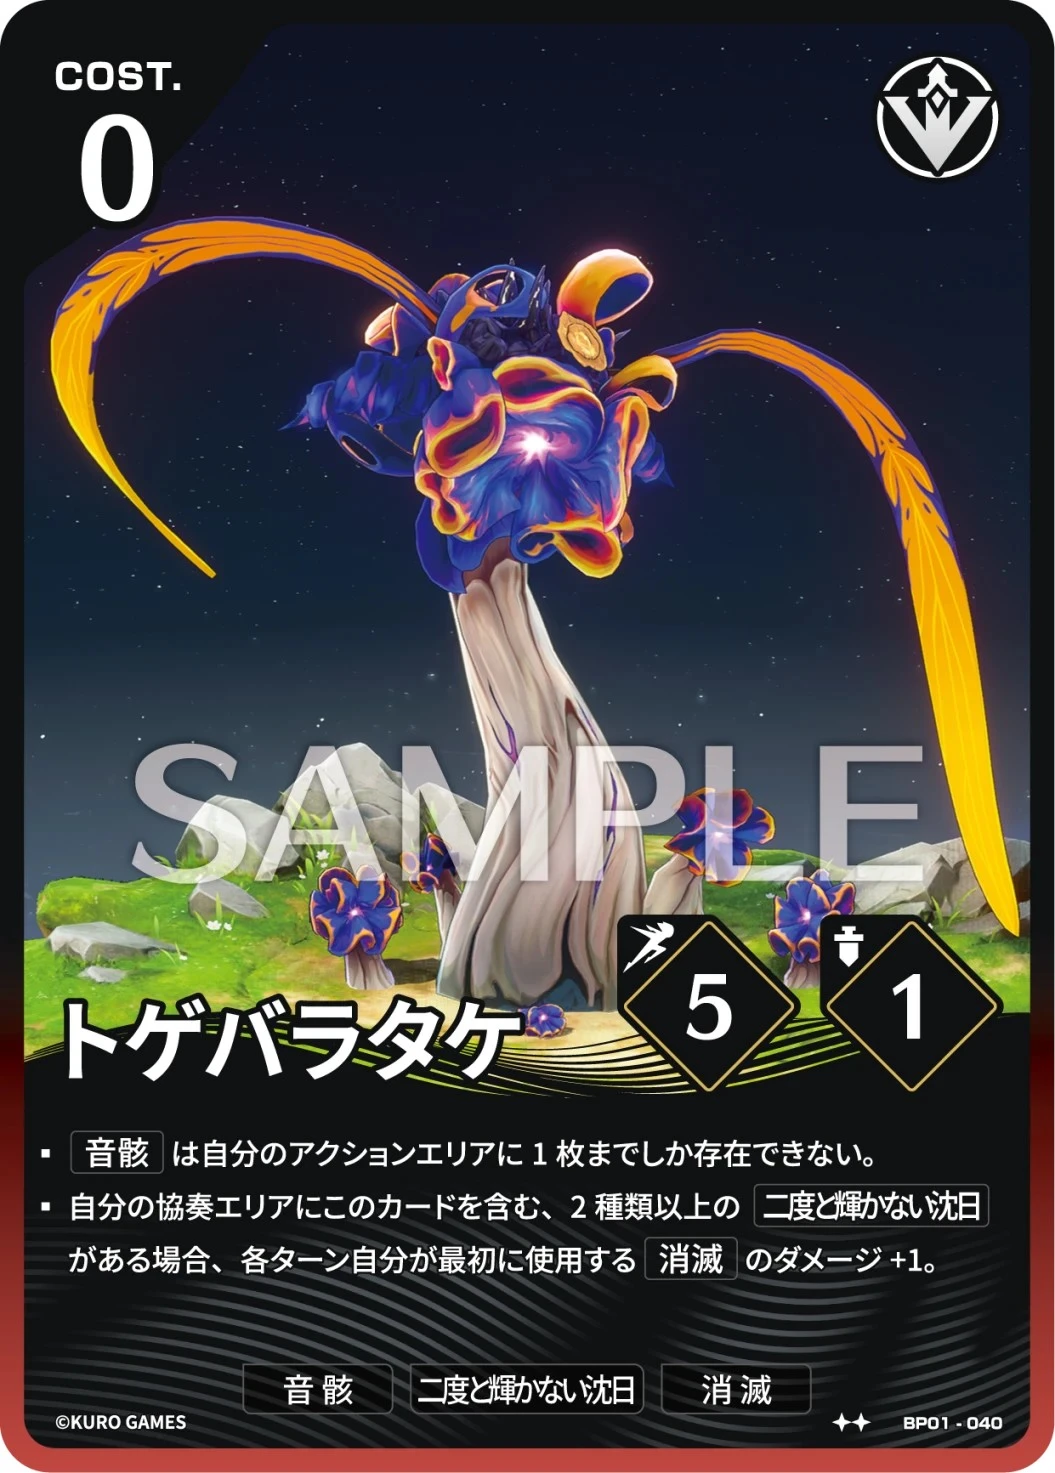 COST.
0
SAMPLE
5
1
トゲバラタケ
▪ 音骸 は自分のアクションエリアに 1 枚までしか存在できない。
▪ 自分の協奏エリアにこのカードを含む、2 種類以上の 二度と輝かない沈日
がある場合、各ターン自分が最初に使用する 消滅 のダメージ +1。
音骸 二度と輝かない沈日 消滅
©KURO GAMES BP01 - 040